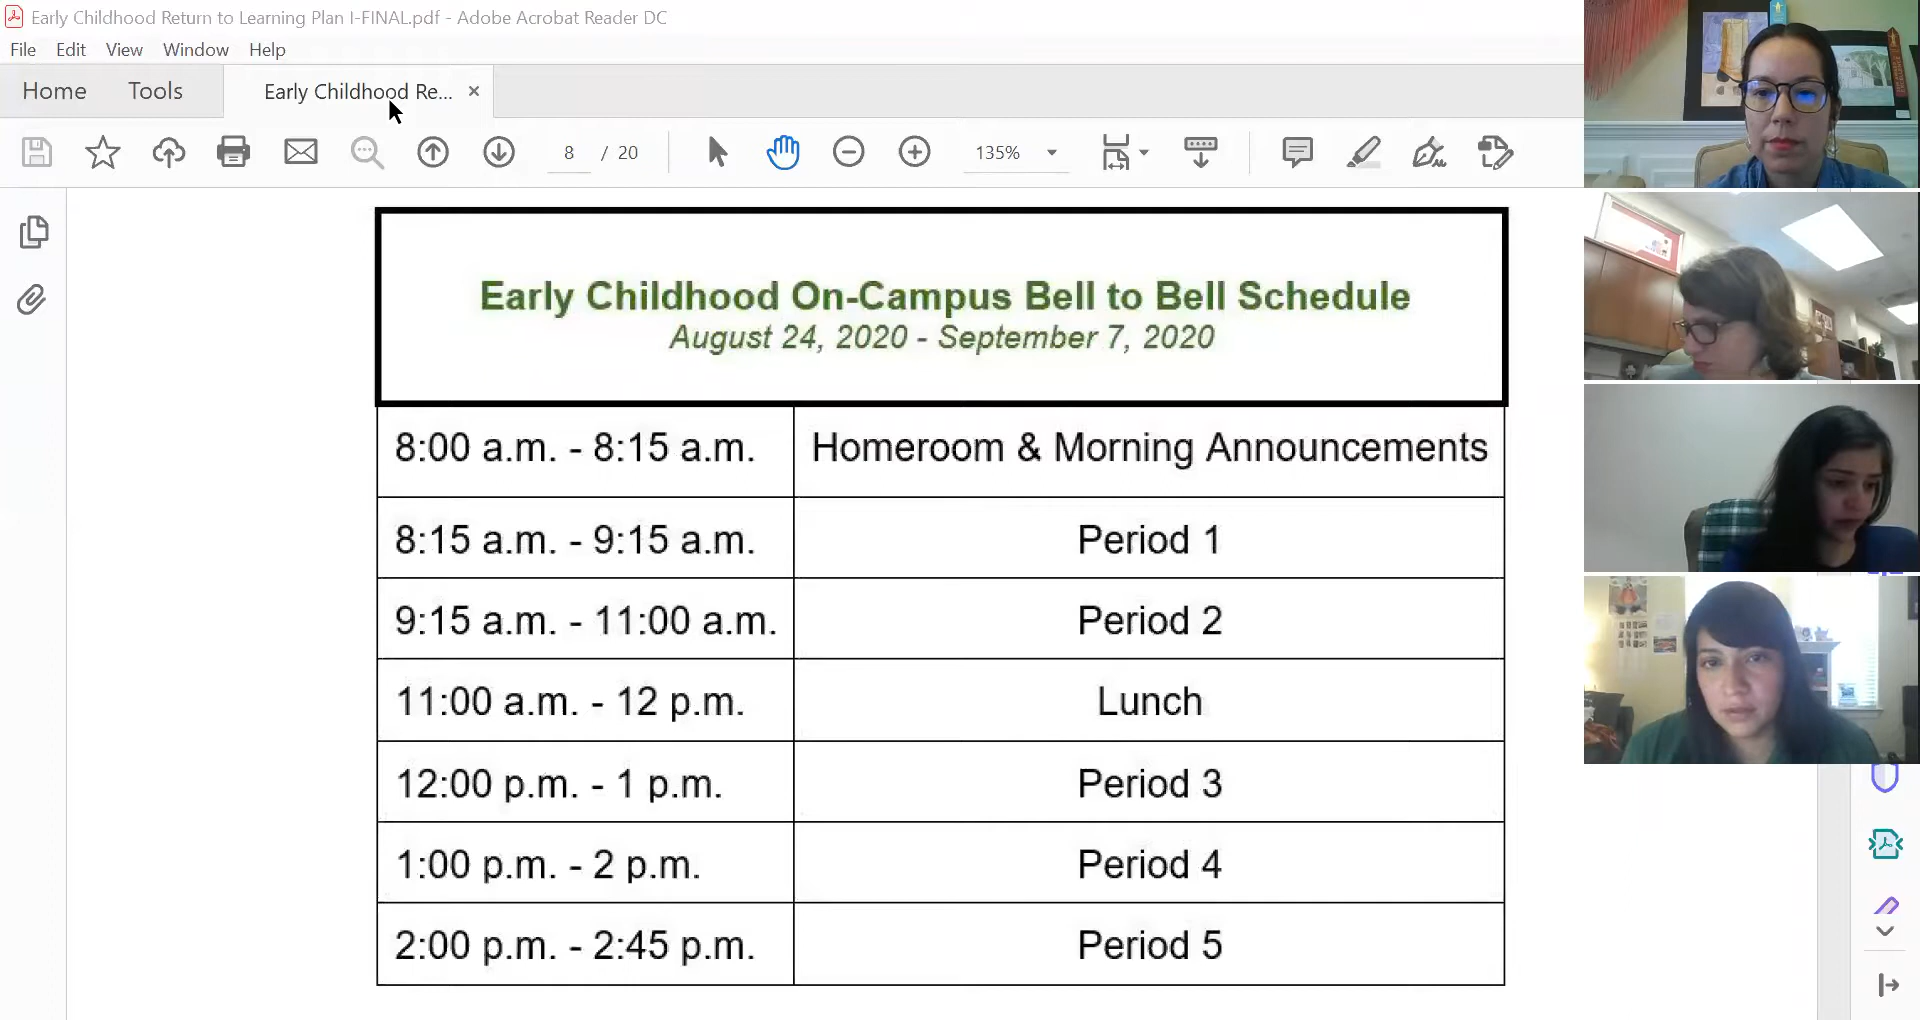 Early Childhood Return to Learning Plan I-FINAL.pdf - Adobe Acrobat Reader DC
File Edit View Window Help
Home Tools Early Childhood Re... ×
8 / 20 135%
Early Childhood On-Campus Bell to Bell Schedule
August 24, 2020 - September 7, 2020
8:00 a.m. - 8:15 a.m. Homeroom & Morning Announcements
8:15 a.m. - 9:15 a.m. Period 1
9:15 a.m. - 11:00 a.m. Period 2
11:00 a.m. - 12 p.m. Lunch
12:00 p.m. - 1 p.m. Period 3
1:00 p.m. - 2 p.m. Period 4
2:00 p.m. - 2:45 p.m. Period 5